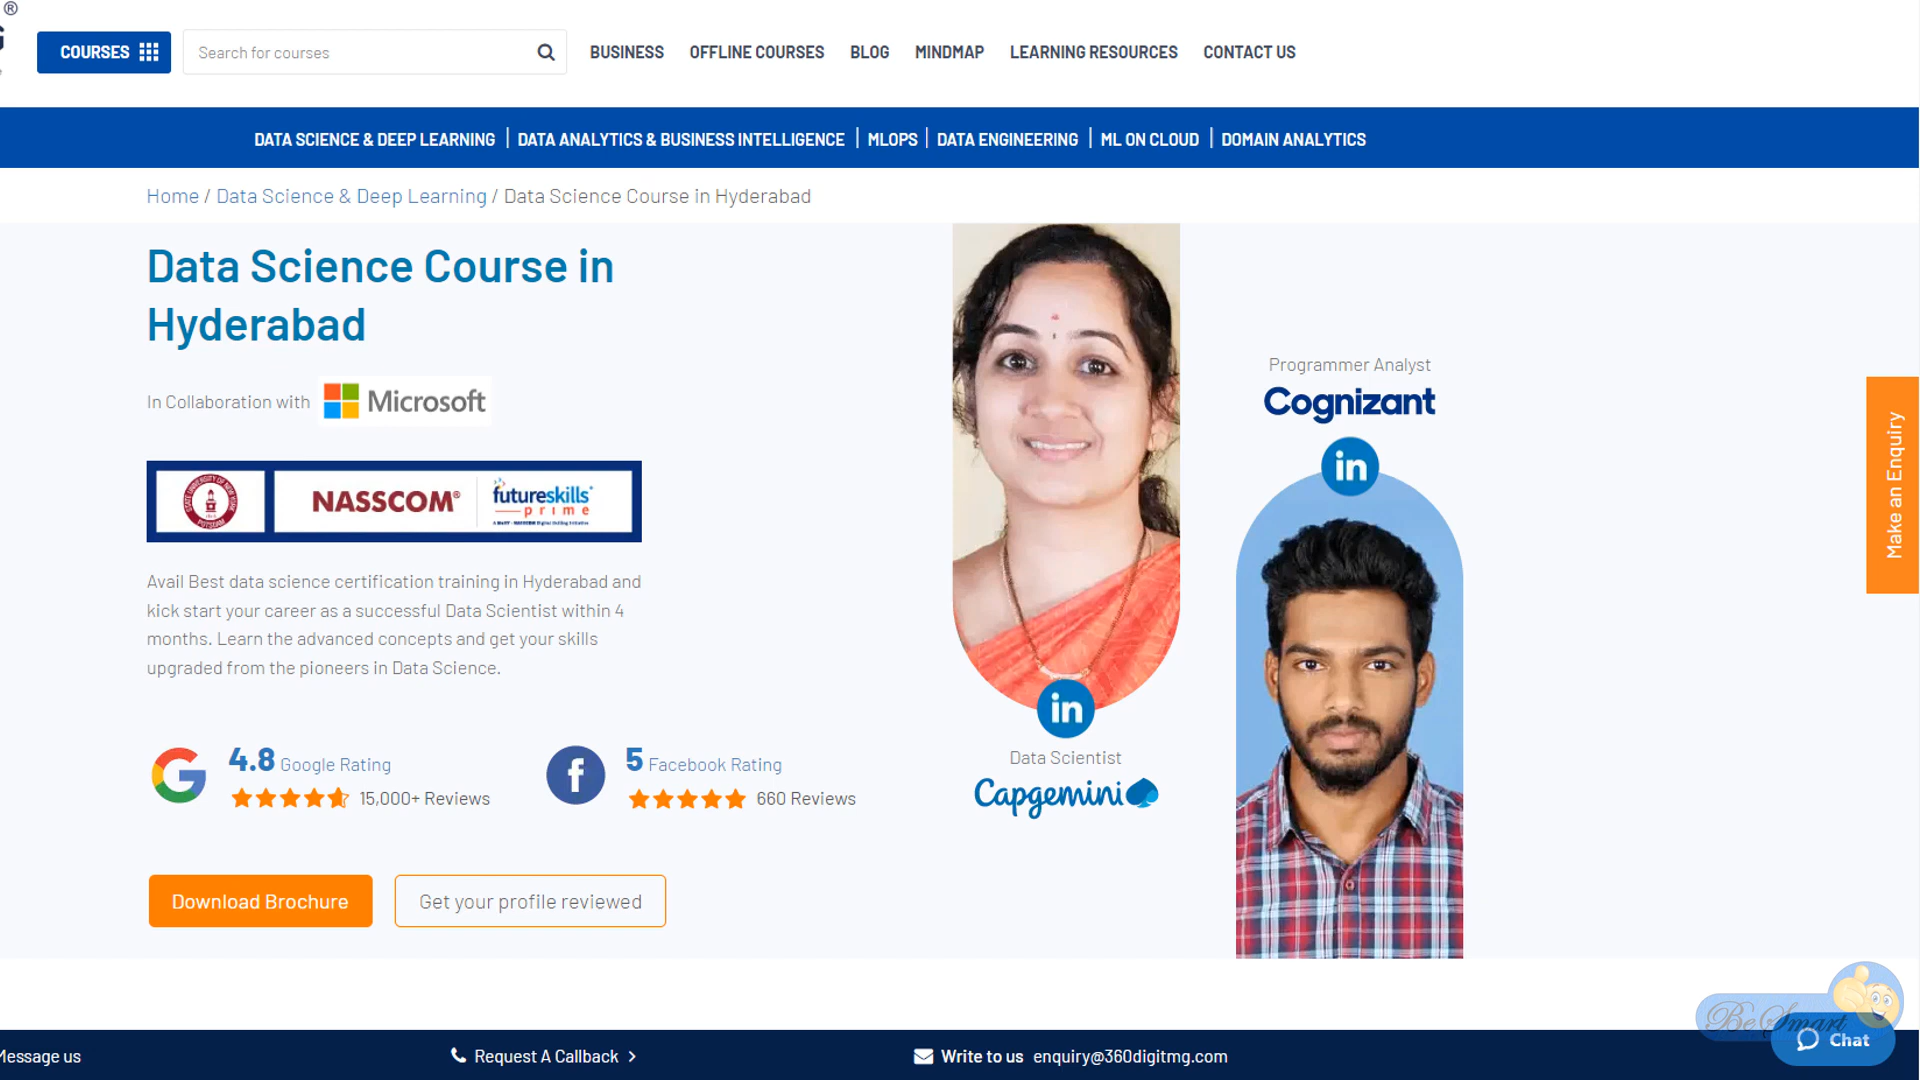 ®
COURSES
Search for courses
BUSINESS
OFFLINE COURSES
BLOG
MINDMAP
LEARNING RESOURCES
CONTACT US
DATA SCIENCE & DEEP LEARNING
DATA ANALYTICS & BUSINESS INTELLIGENCE
MLOPS
DATA ENGINEERING
ML ON CLOUD
DOMAIN ANALYTICS
Home / Data Science & Deep Learning / Data Science Course in Hyderabad
Data Science Course in
Hyderabad
In Collaboration with Microsoft
NASSCOM®
futureskills
prime
Avail Best data science certification training in Hyderabad and
kick start your career as a successful Data Scientist within 4
months. Learn the advanced concepts and get your skills
upgraded from the pioneers in Data Science.
4.8 Google Rating
15,000+ Reviews
5 Facebook Rating
660 Reviews
Download Brochure
Get your profile reviewed
in
Data Scientist
Capgemini
Programmer Analyst
Cognizant
in
Make an Enquiry
Be Smart
Chat
Message us
Request A Callback
Write to us enquiry@360digitmg.com